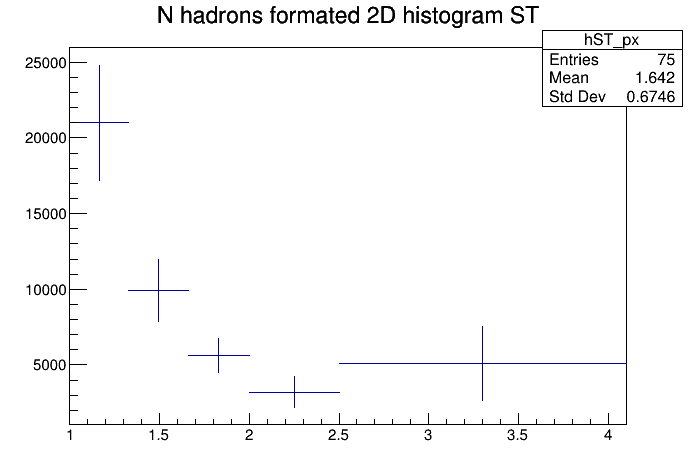 N hadrons formated 2D histogram ST
hST_px
Entries 75
Mean 1.642
Std Dev 0.6746
25000
20000
15000
10000
5000
1 1.5 2 2.5 3 3.5 4